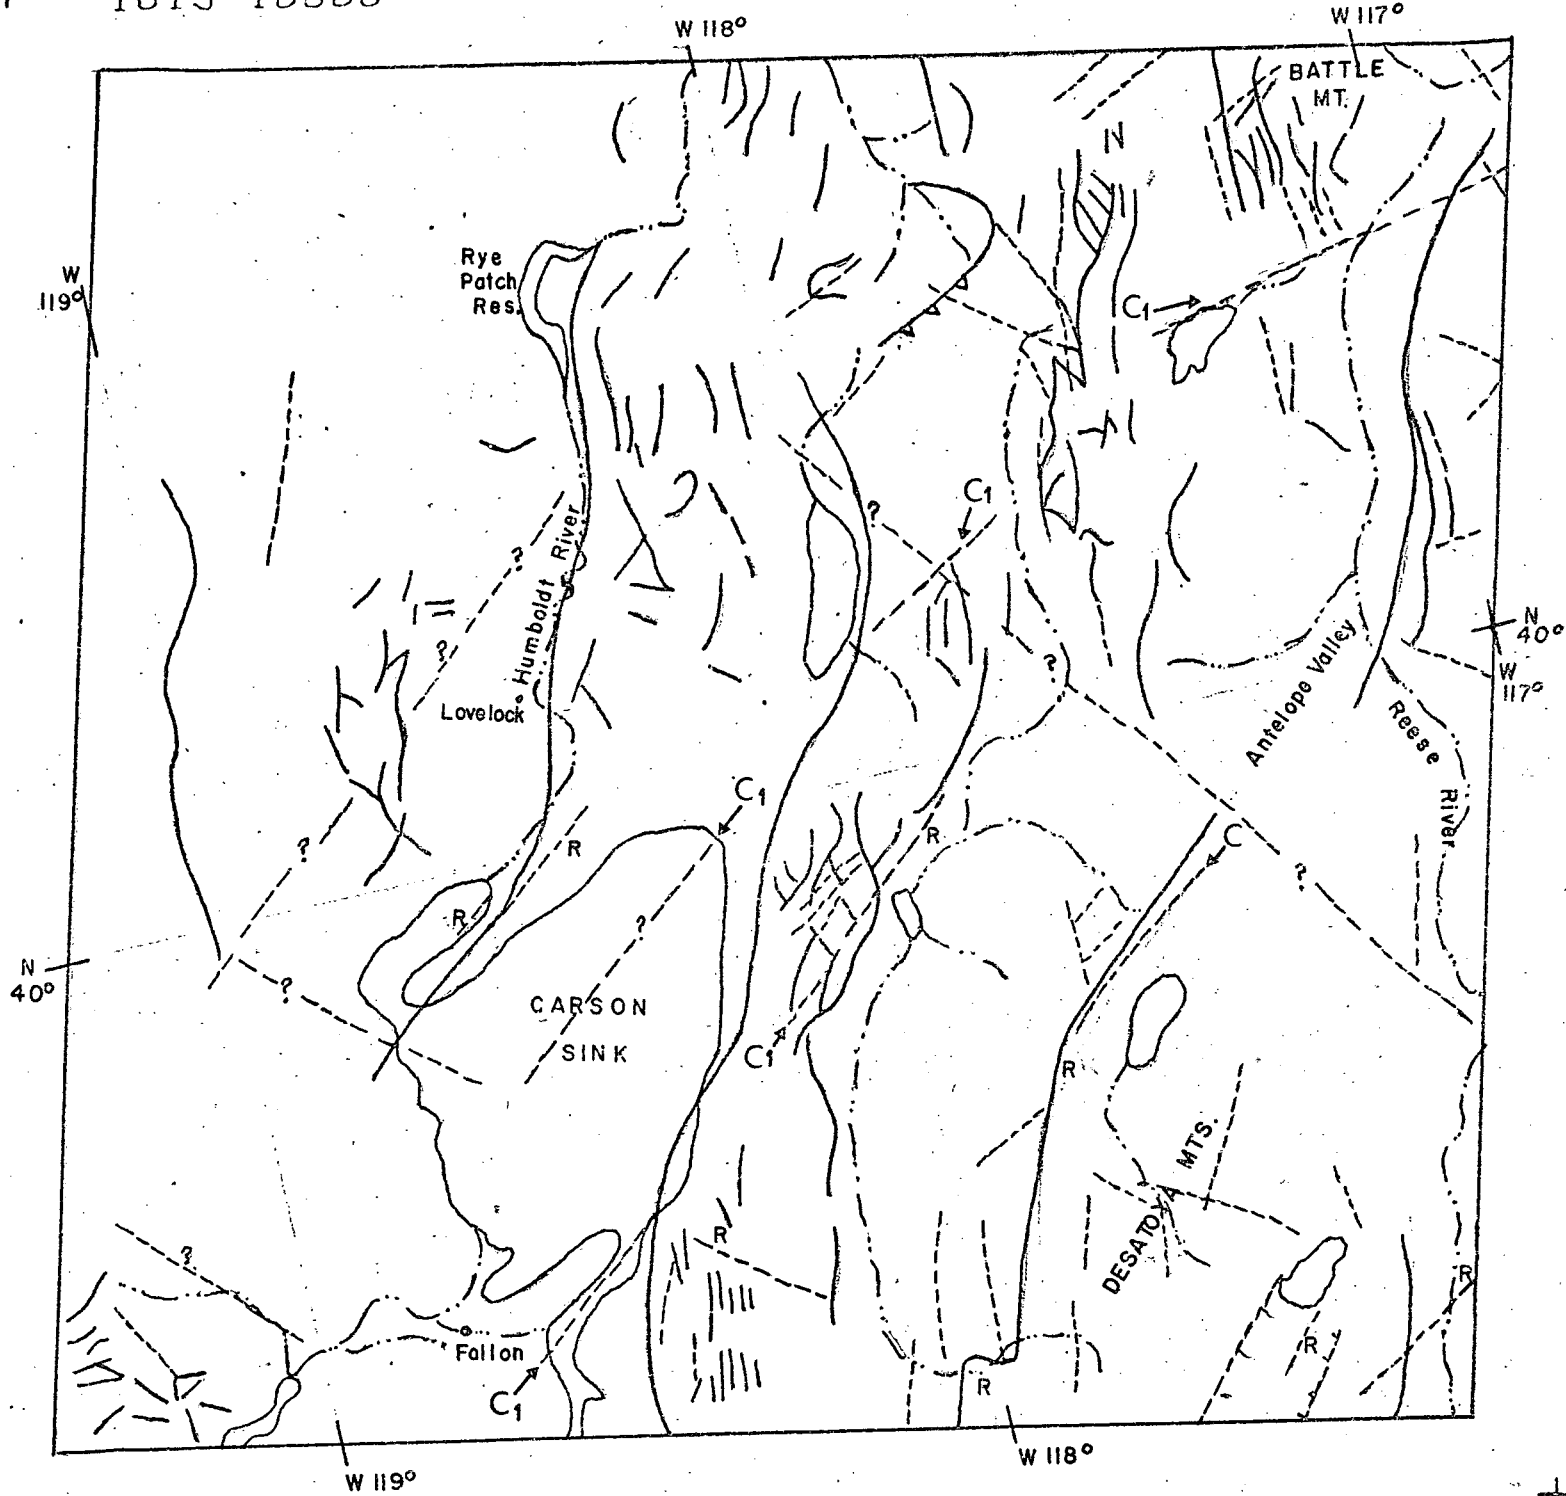 W 118°
W 117°
BATTLE
MT.
Rye
Patch
Res.
W
119°
C1
C1
?
?
?
Humboldt River
Lovelock
?
N
40°
W
117°
Antelope Valley
Reese
River
C1
R
R
C
?
?
R
?
N
40°
?
CARSON
SINK
C1
R
DESATOYA MTS.
R
?
R
R
Fallon
C1
R
W 119°
W 118°